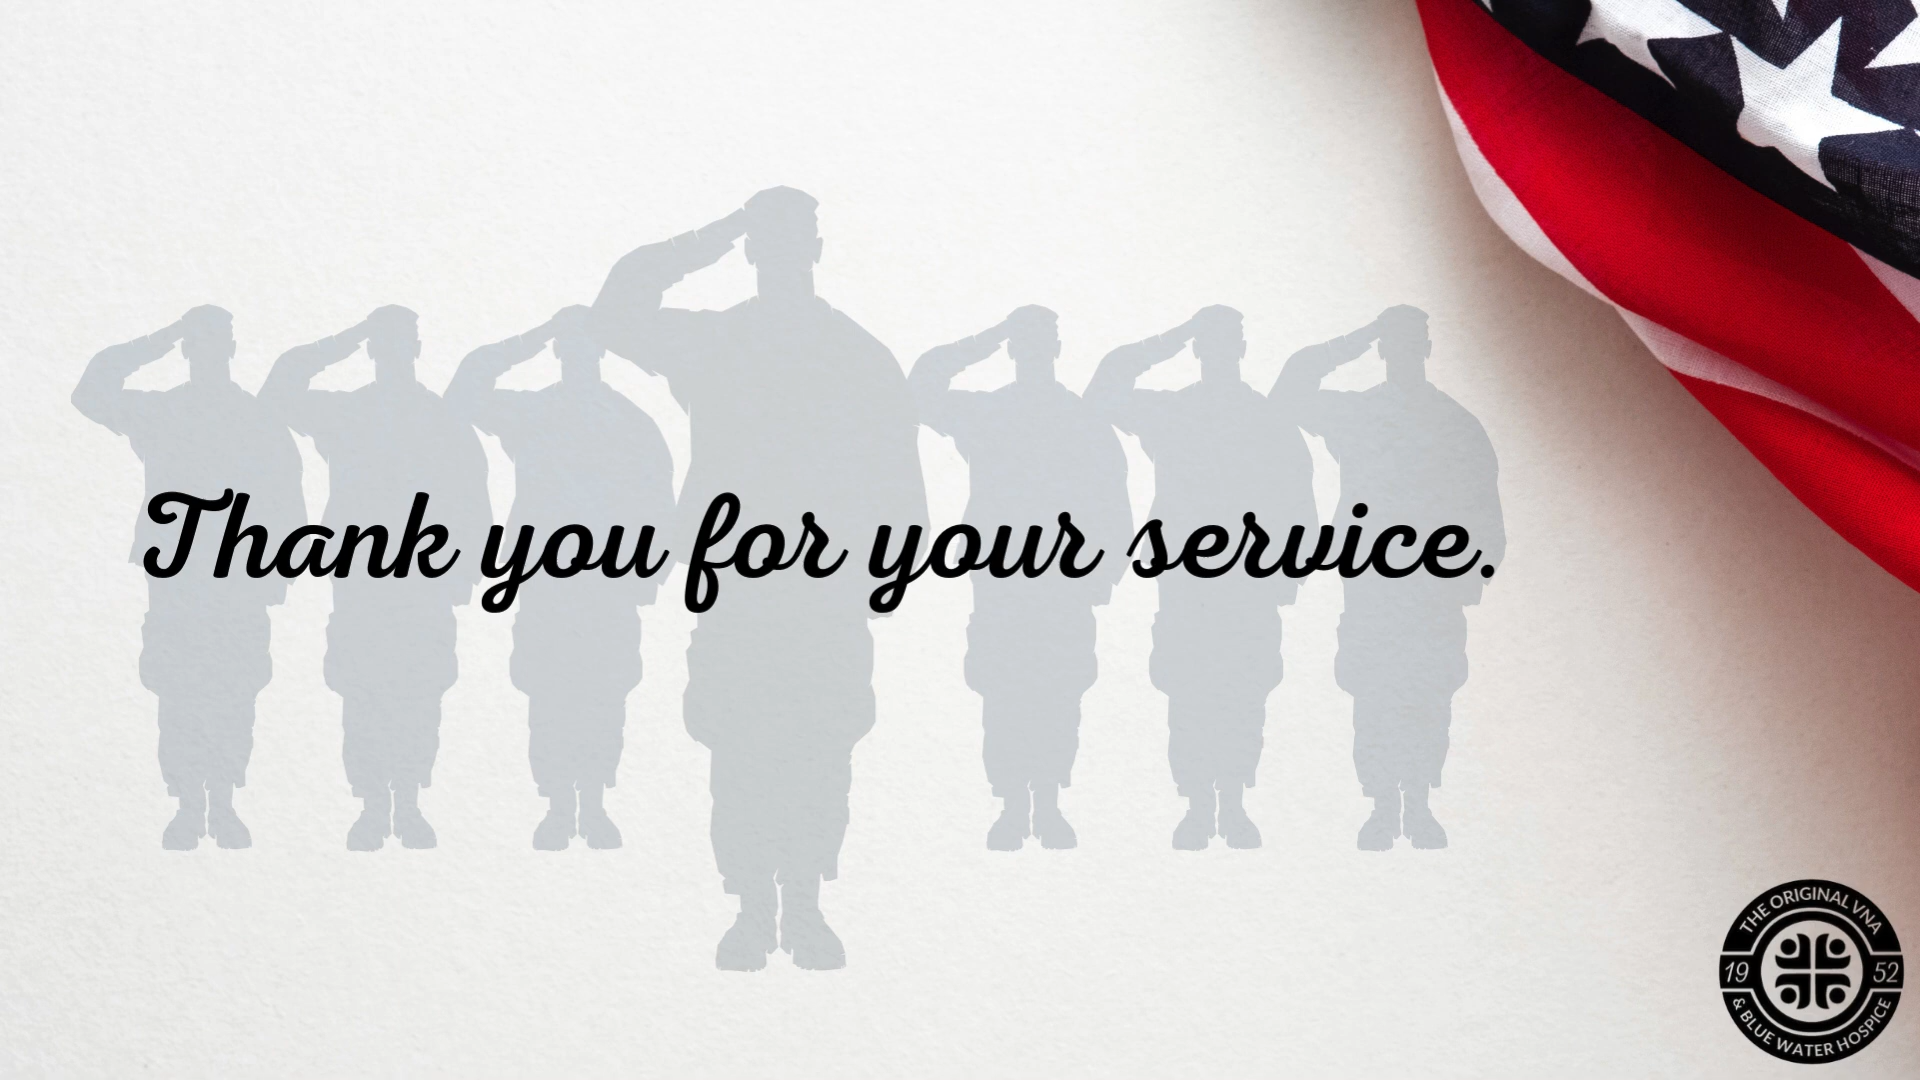 Thank you for your service.
THE ORIGINAL VNA
19 52
& BLUE WATER HOSPICE